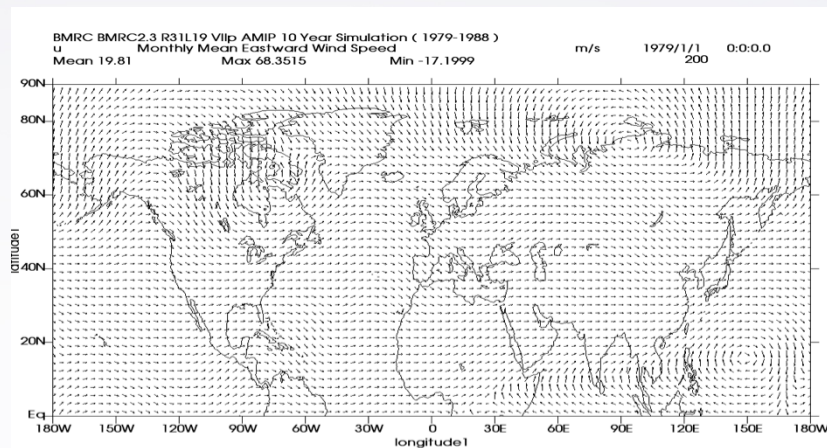 BMRC BMRC2.3 R31L19 VIIp AMIP 10 Year Simulation ( 1979-1988 )
u Monthly Mean Eastward Wind Speed m/s 1979/1/1 0:0:0.0
Mean 19.81 Max 68.3515 Min -17.1999 200
90N
80N
60N
latitude1
40N
20N
Eq
180W 150W 120W 90W 60W 30W 0 30E 60E 90E 120E 150E 180W
longitude1